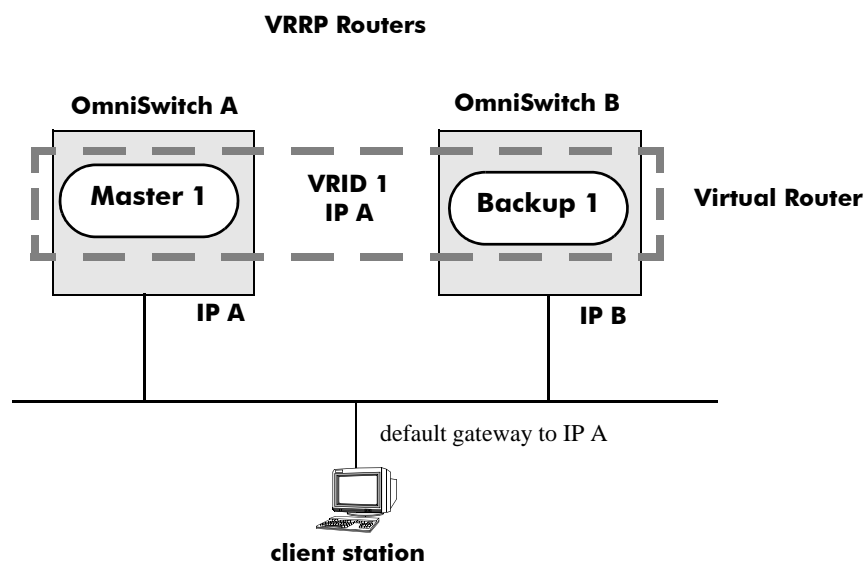 VRRP Routers
OmniSwitch A
OmniSwitch B
Master 1
VRID 1
IP A
Backup 1
Virtual Router
IP A
IP B
default gateway to IP A
client station